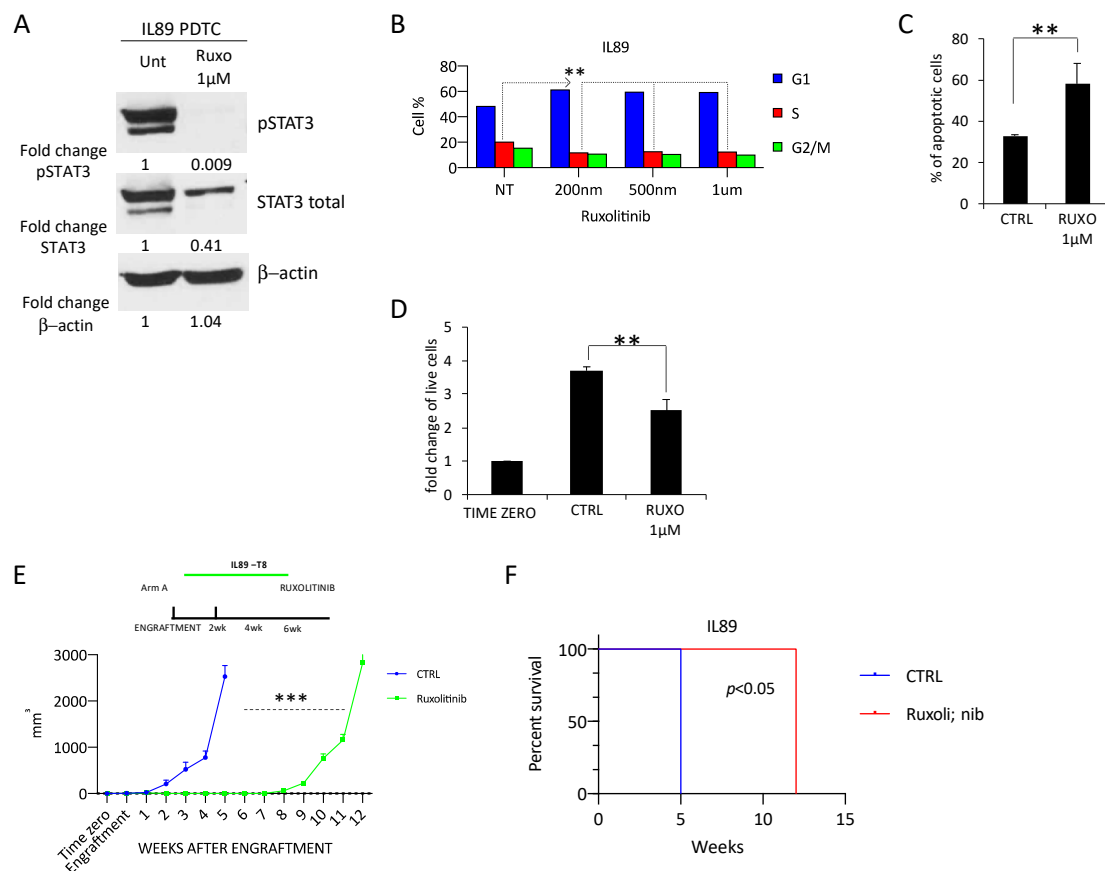 A
IL89 PDTC
Unt
Ruxo
1µM
pSTAT3
Fold change
pSTAT3
1
0.009
STAT3 total
Fold change
STAT3
1
0.41
β–actin
Fold change
β–actin
1
1.04
B
IL89
**
Cell %
80
60
40
20
0
NT
200nm
500nm
1um
Ruxolitinib
G1
S
G2/M
C
**
% of apoptotic cells
80
60
40
20
0
CTRL
RUXO
1µM
D
**
fold change of live cells
5
4
3
2
1
0
TIME ZERO
CTRL
RUXO
1µM
E
IL89 –T8
Arm A
RUXOLITINIB
ENGRAFTMENT
2wk
4wk
6wk
3000
2000
1000
0
mm³
***
CTRL
Ruxolitinib
Time zero
Engraftment
1
2
3
4
5
6
7
8
9
10
11
12
WEEKS AFTER ENGRAFTMENT
F
IL89
100
50
0
Percent survival
p<0.05
CTRL
Ruxoli; nib
0
5
10
15
Weeks